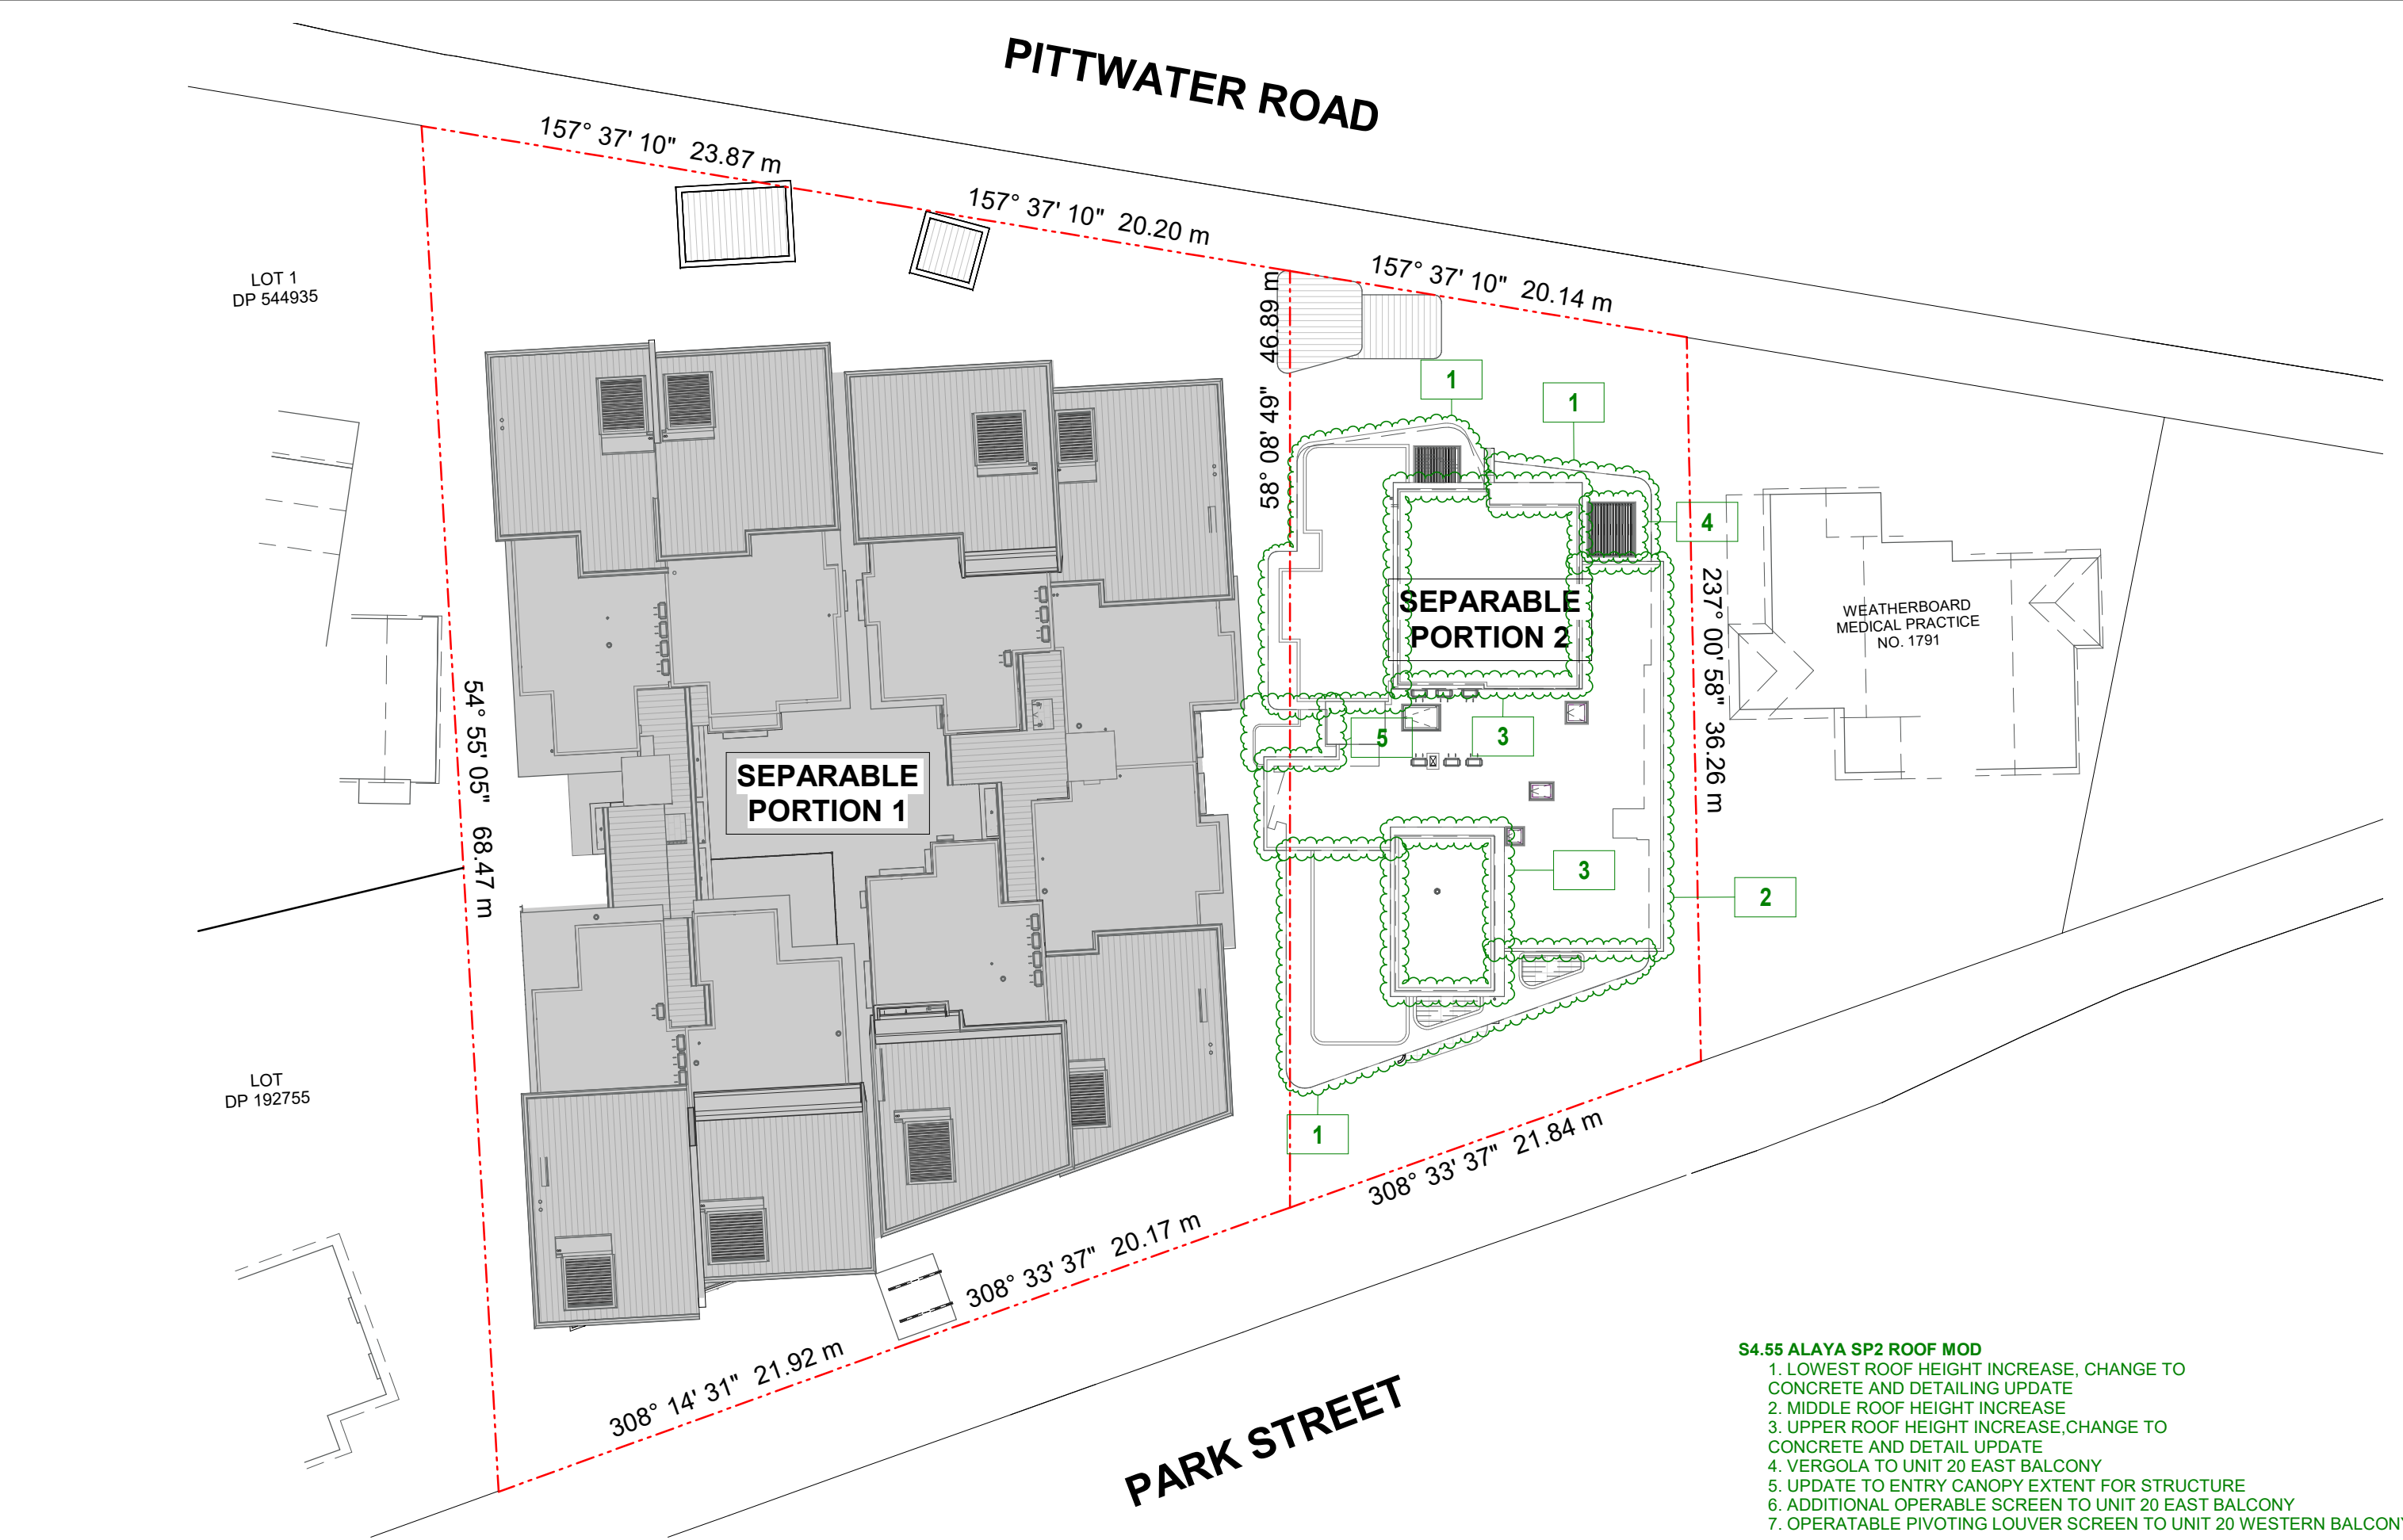 PITTWATER ROAD
157° 37' 10" 23.87 m
157° 37' 10" 20.20 m
157° 37' 10" 20.14 m
LOT 1
DP 544935
58° 08' 49" 46.89 m
1
1
4
SEPARABLE
PORTION 2
237° 00' 58" 36.26 m
WEATHERBOARD
MEDICAL PRACTICE
NO. 1791
54° 55' 05" 68.47 m
5
3
SEPARABLE
PORTION 1
3
2
LOT
DP 192755
1
308° 33' 37" 21.84 m
308° 33' 37" 20.17 m
308° 14' 31" 21.92 m
PARK STREET
S4.55 ALAYA SP2 ROOF MOD
1. LOWEST ROOF HEIGHT INCREASE, CHANGE TO
CONCRETE AND DETAILING UPDATE
2. MIDDLE ROOF HEIGHT INCREASE
3. UPPER ROOF HEIGHT INCREASE,CHANGE TO
CONCRETE AND DETAIL UPDATE
4. VERGOLA TO UNIT 20 EAST BALCONY
5. UPDATE TO ENTRY CANOPY EXTENT FOR STRUCTURE
6. ADDITIONAL OPERABLE SCREEN TO UNIT 20 EAST BALCONY
7. OPERATABLE PIVOTING LOUVER SCREEN TO UNIT 20 WESTERN BALCON